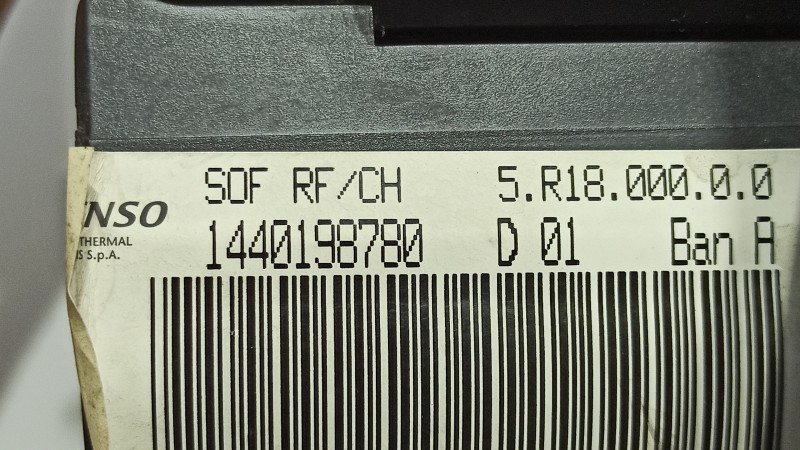 SOF RF/CH 5.R18.000.0.0
NSO
THERMAL
S S.p.A.
1440198780 D 01 Ban A